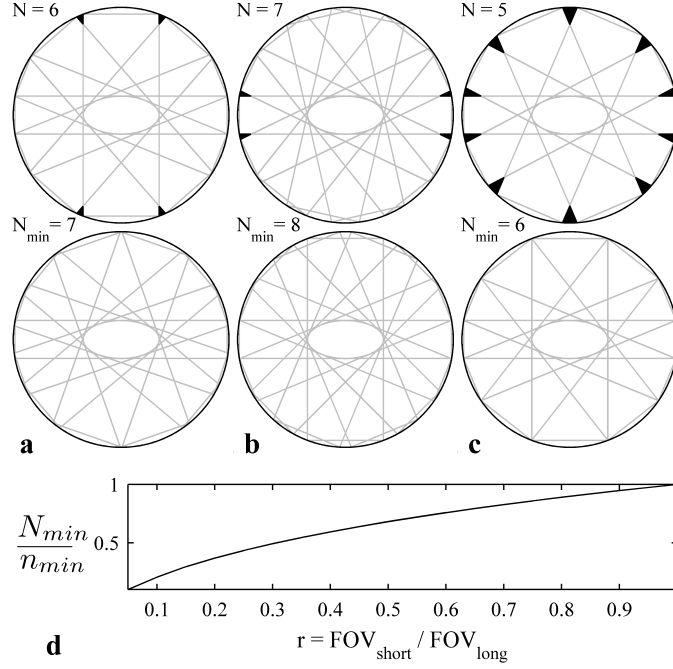 N = 6
N = 7
N = 5
N_min = 7
N_min = 8
N_min = 6
a
b
c
1
0.5
N_min
n_min
0.1 0.2 0.3 0.4 0.5 0.6 0.7 0.8 0.9
d
r = FOV_short / FOV_long